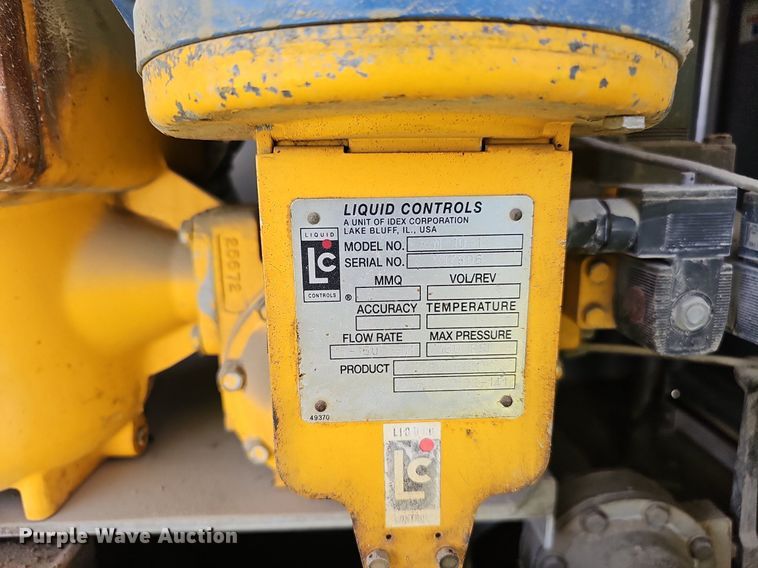 LIQUID CONTROLS
A UNIT OF IDEX CORPORATION
LAKE BLUFF, IL., USA
LIQUID
LC
CONTROLS
®
MODEL NO.
SERIAL NO.
MMQ VOL/REV
ACCURACY TEMPERATURE
FLOW RATE MAX PRESSURE
PRODUCT
49370
26672
LC
Purple Wave Auction